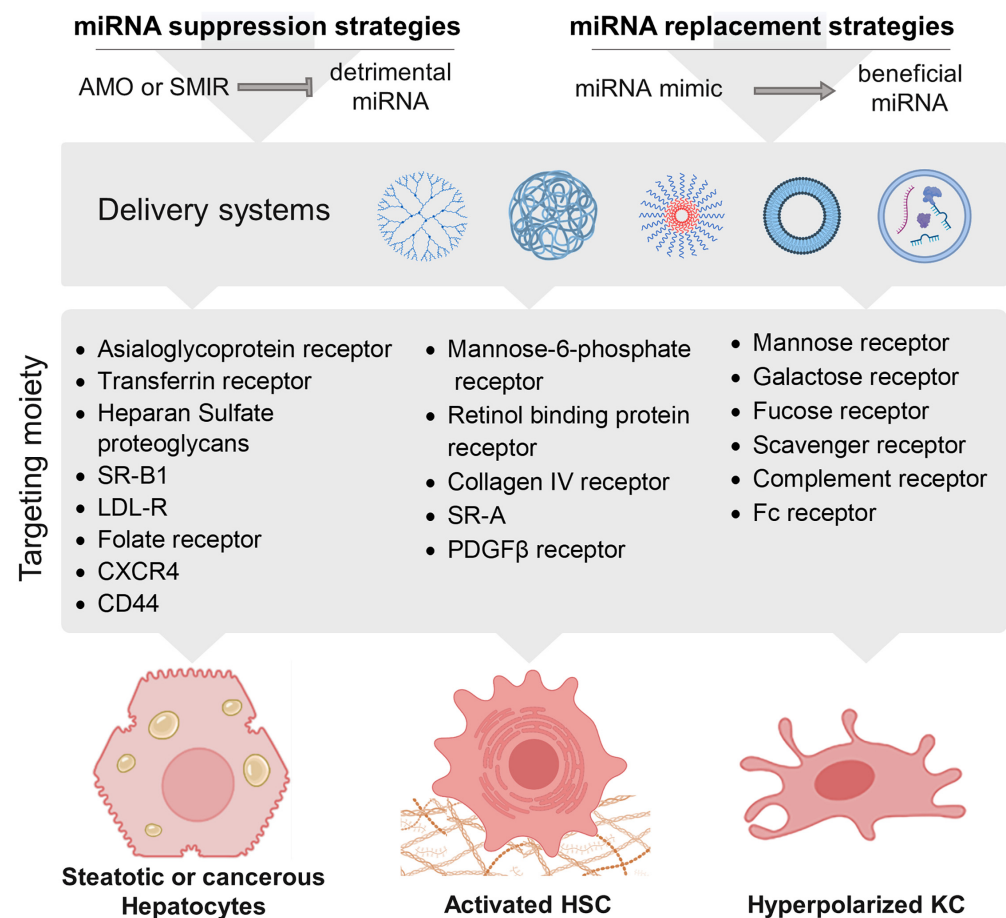 miRNA suppression strategies
AMO or SMIR
detrimental
miRNA
miRNA replacement strategies
miRNA mimic
beneficial
miRNA
Delivery systems
Targeting moiety
• Asialoglycoprotein receptor
• Transferrin receptor
• Heparan Sulfate
proteoglycans
• SR-B1
• LDL-R
• Folate receptor
• CXCR4
• CD44
• Mannose-6-phosphate
receptor
• Retinol binding protein
receptor
• Collagen IV receptor
• SR-A
• PDGFβ receptor
• Mannose receptor
• Galactose receptor
• Fucose receptor
• Scavenger receptor
• Complement receptor
• Fc receptor
Steatotic or cancerous
Hepatocytes
Activated HSC
Hyperpolarized KC